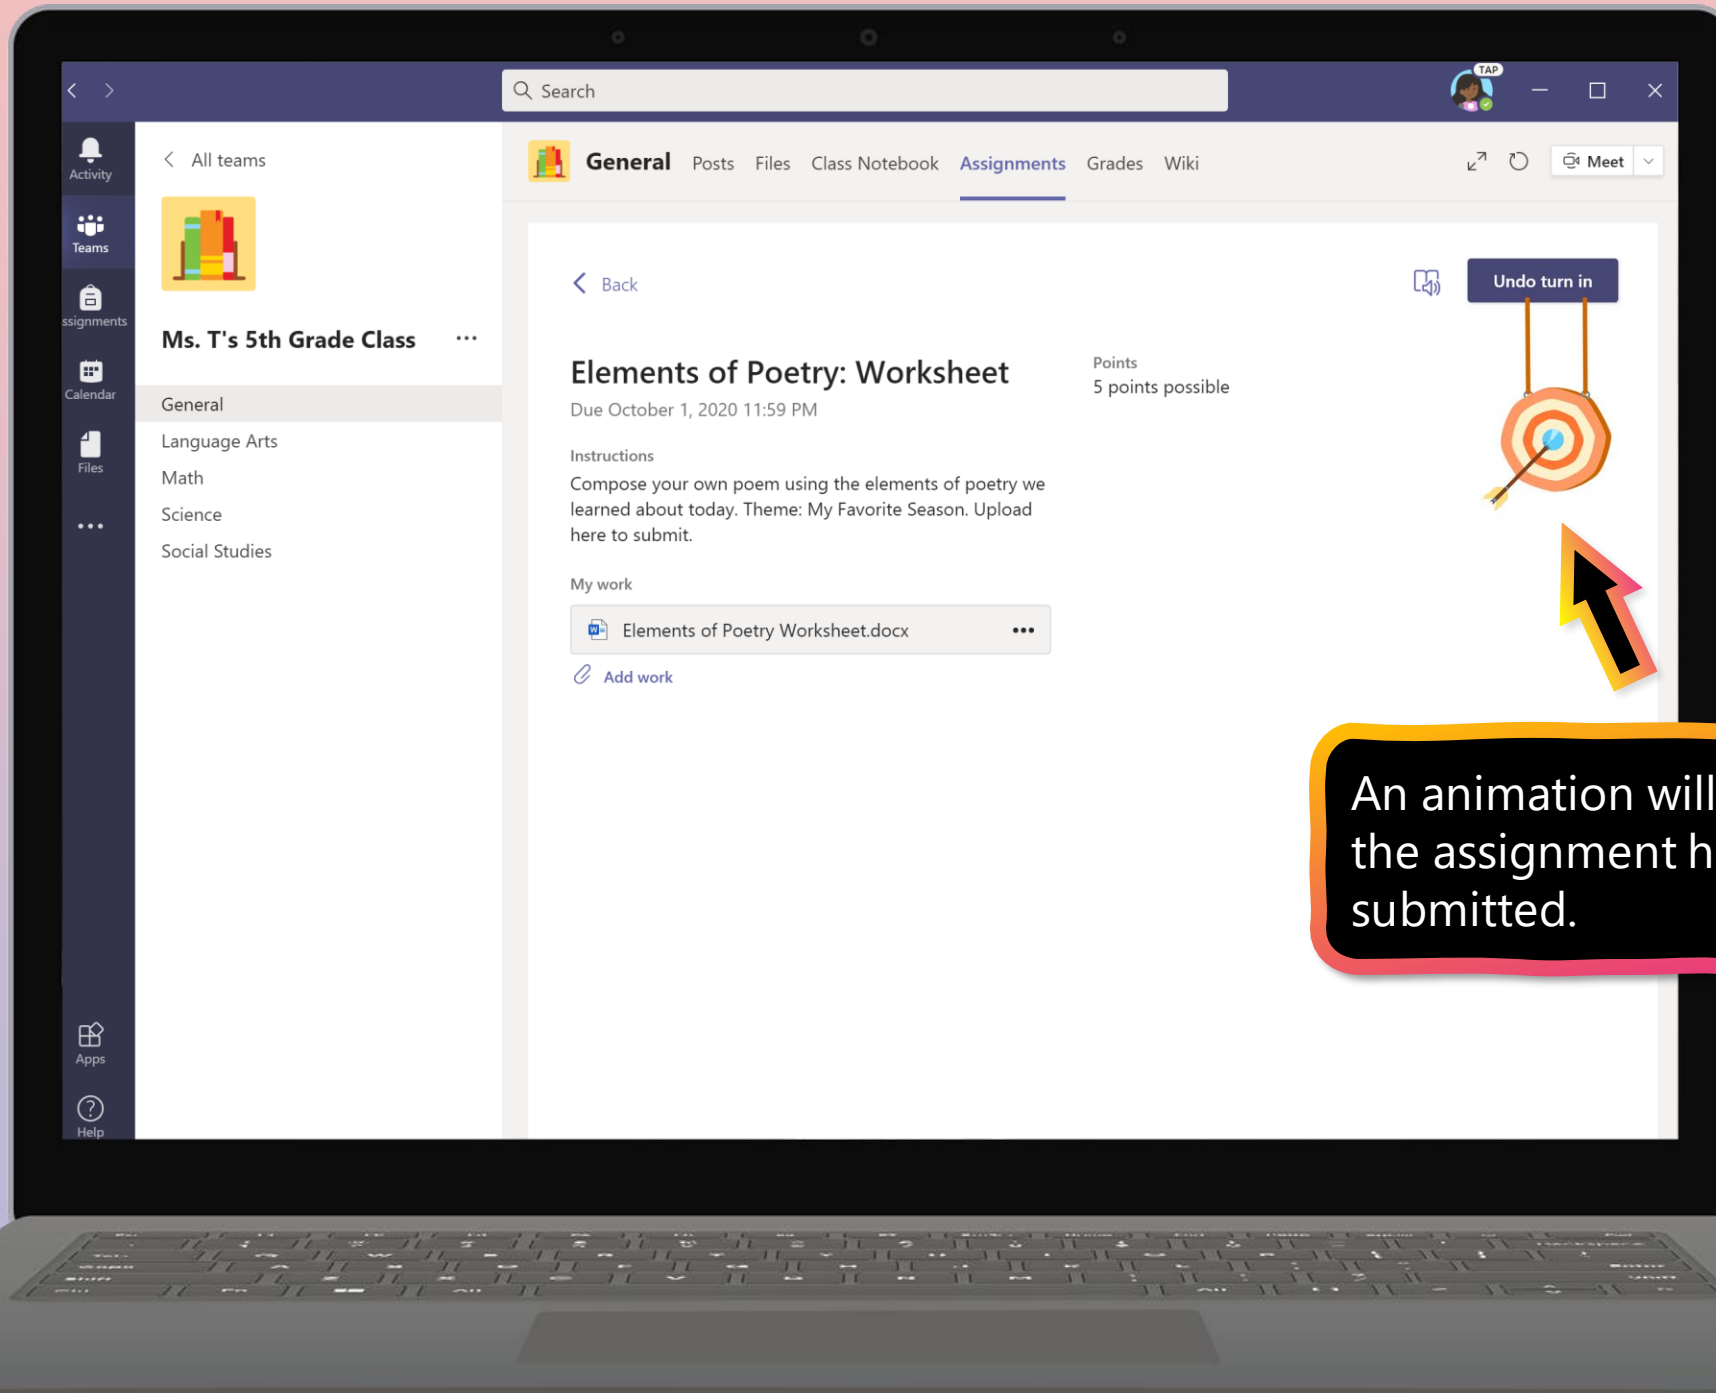 Search
TAP
Activity
Teams
ssignments
Calendar
Files
Apps
Help
All teams
Ms. T's 5th Grade Class
General
Language Arts
Math
Science
Social Studies
General Posts Files Class Notebook Assignments Grades Wiki
Meet
Back
Undo turn in
Elements of Poetry: Worksheet
Due October 1, 2020 11:59 PM
Points
5 points possible
Instructions
Compose your own poem using the elements of poetry we
learned about today. Theme: My Favorite Season. Upload
here to submit.
My work
Elements of Poetry Worksheet.docx
Add work
An animation will
the assignment h
submitted.